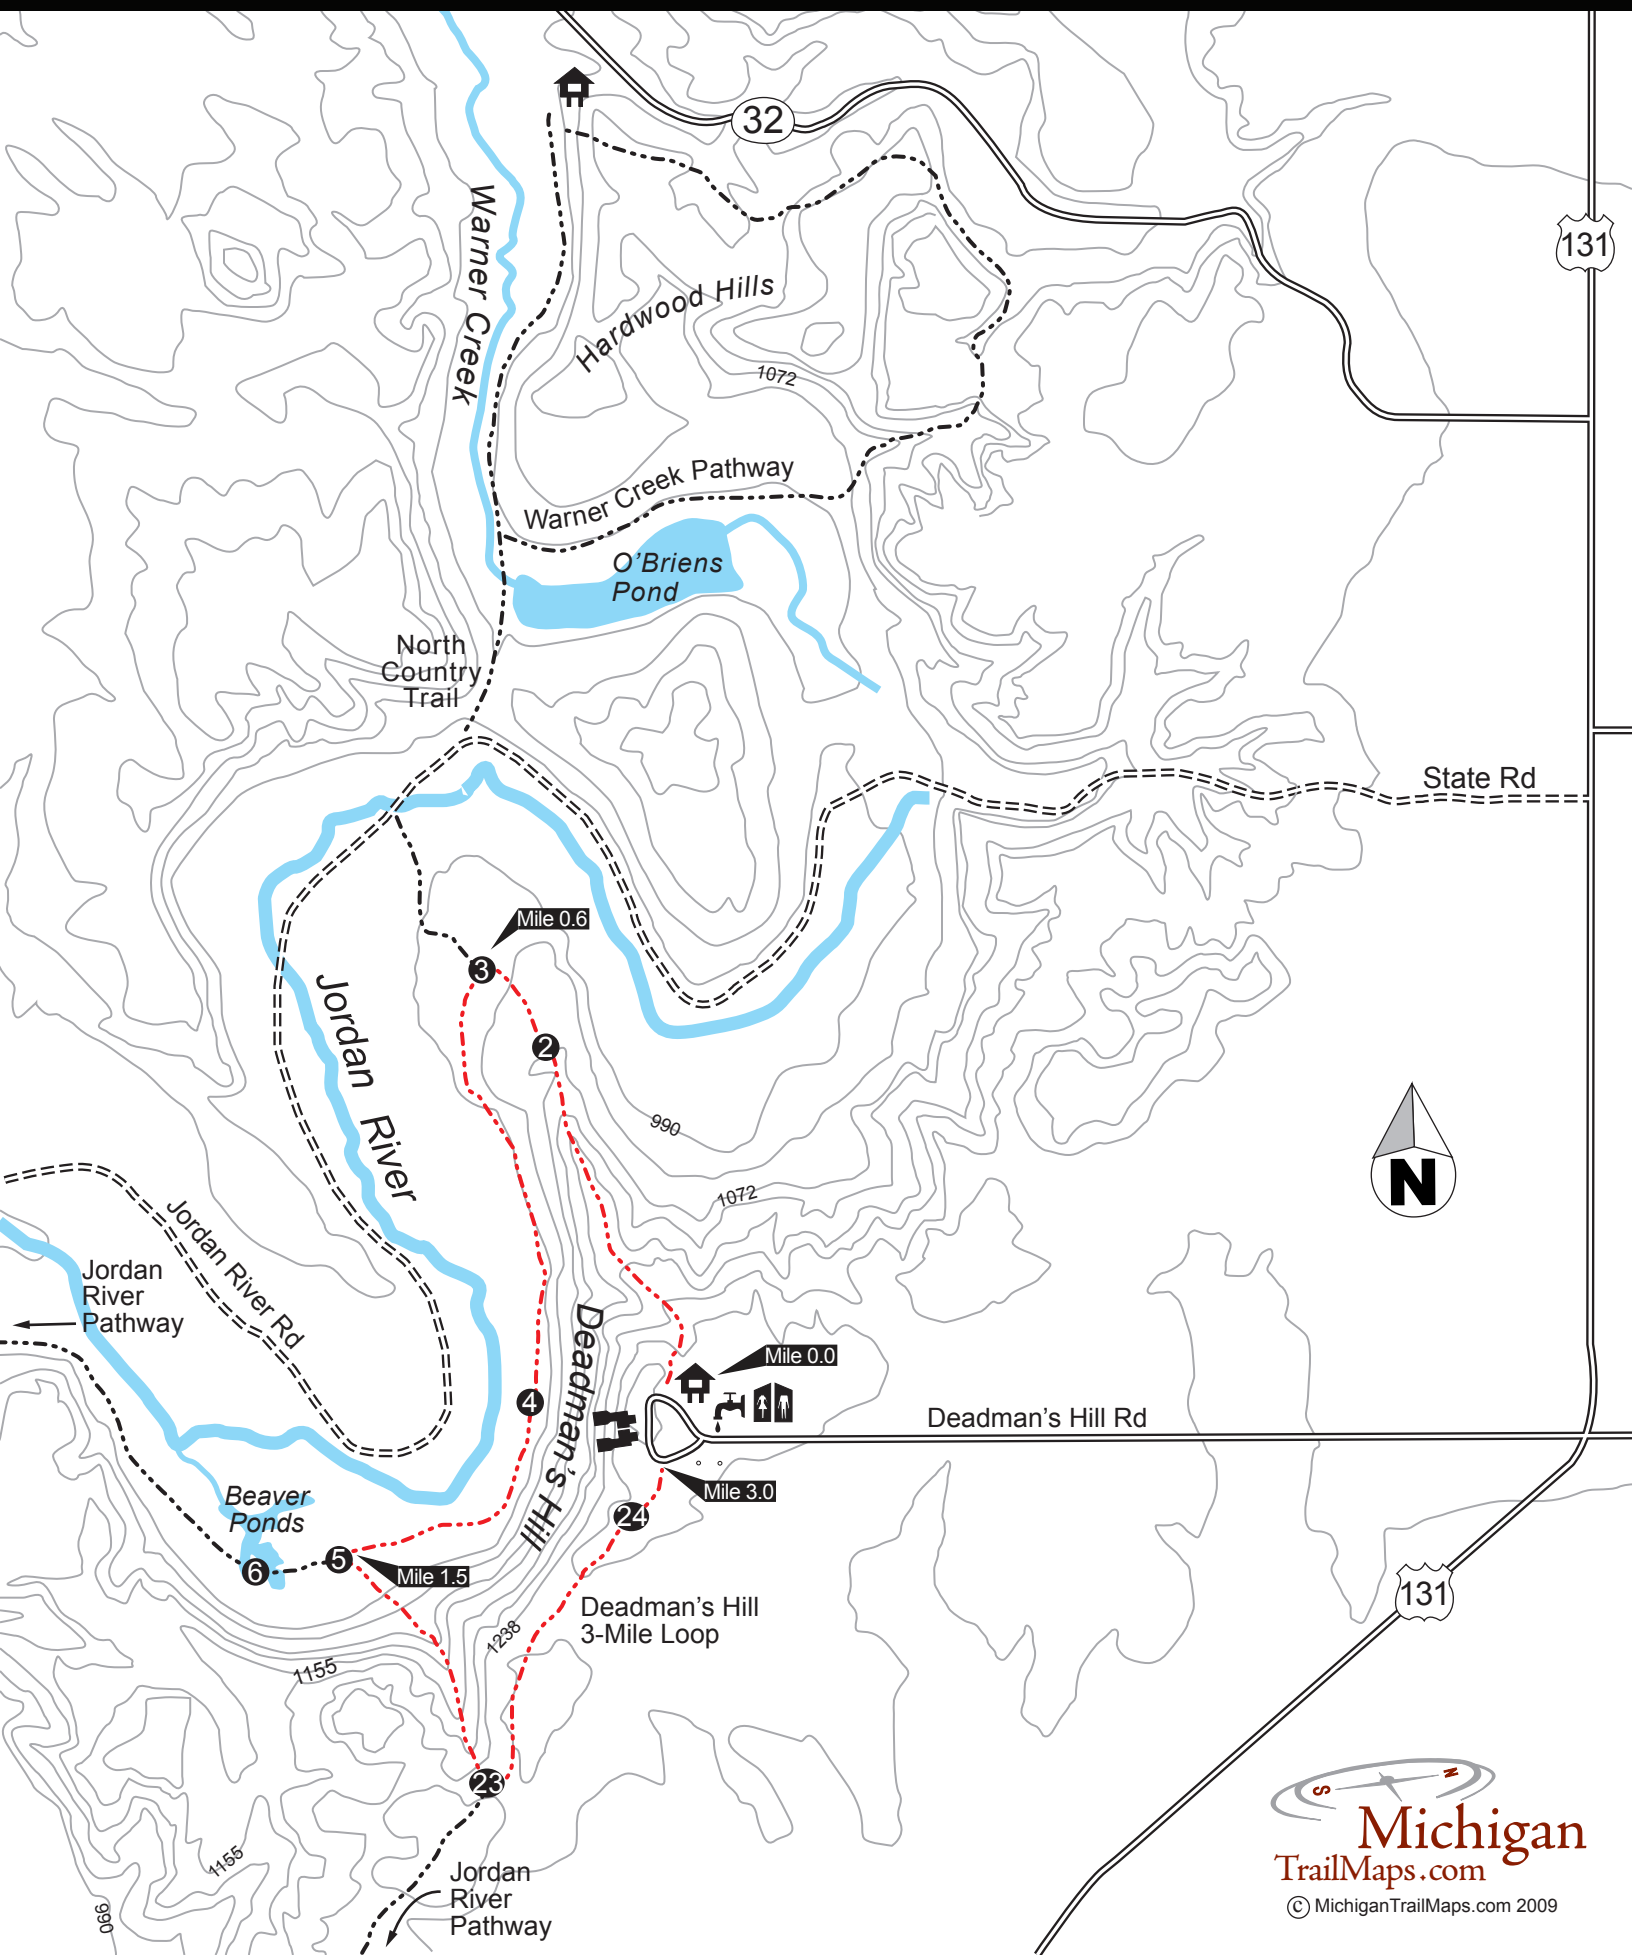 32
131
Warner Creek
Hardwood Hills
1072
Warner Creek Pathway
O'Briens
Pond
North
Country
Trail
State Rd
Mile 0.6
3
2
Jordan River
990
1072
Jordan River Rd
Jordan
River
Pathway
Deadman's Hill
Mile 0.0
4
Deadman's Hill Rd
Mile 3.0
24
Beaver
Ponds
5
6
Mile 1.5
Deadman's Hill
3-Mile Loop
1238
1155
131
N
23
1155
990
Jordan
River
Pathway
S
N
Michigan
TrailMaps.com
© MichiganTrailMaps.com 2009